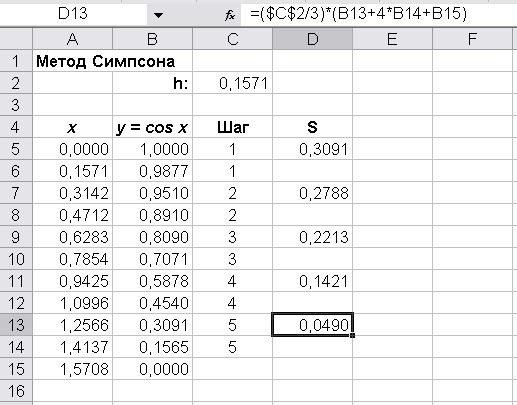 D13 fx =($C$2/3)*(B13+4*B14+B15)
A B C D E F
1 Метод Симпсона
2 h: 0,1571
3
4 x y = cos x Шаг S
5 0,0000 1,0000 1 0,3091
6 0,1571 0,9877 1
7 0,3142 0,9510 2 0,2788
8 0,4712 0,8910 2
9 0,6283 0,8090 3 0,2213
10 0,7854 0,7071 3
11 0,9425 0,5878 4 0,1421
12 1,0996 0,4540 4
13 1,2566 0,3091 5 0,0490
14 1,4137 0,1565 5
15 1,5708 0,0000
16